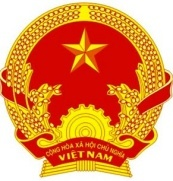 CỘNG HÒA XÃ HỘI CHỦ NGHĨA
VIỆT NAM